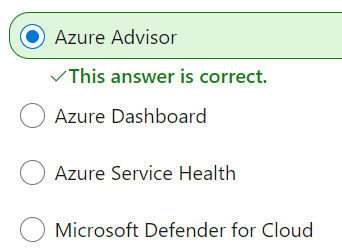 Azure Advisor
✓This answer is correct.
Azure Dashboard
Azure Service Health
Microsoft Defender for Cloud